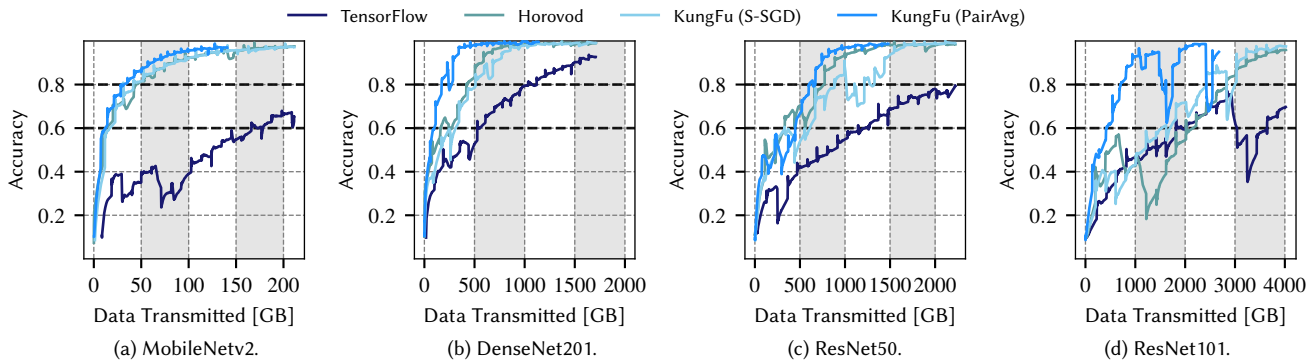 TensorFlow Horovod KungFu (S-SGD) KungFu (PairAvg)
Accuracy
0.8
0.6
0.4
0.2
0 50 100 150 200
Data Transmitted [GB]
(a) MobileNetv2.
Accuracy
0.8
0.6
0.4
0.2
0 500 1000 1500 2000
Data Transmitted [GB]
(b) DenseNet201.
Accuracy
0.8
0.6
0.4
0.2
0 500 1000 1500 2000
Data Transmitted [GB]
(c) ResNet50.
Accuracy
0.8
0.6
0.4
0.2
0 1000 2000 3000 4000
Data Transmitted [GB]
(d) ResNet101.